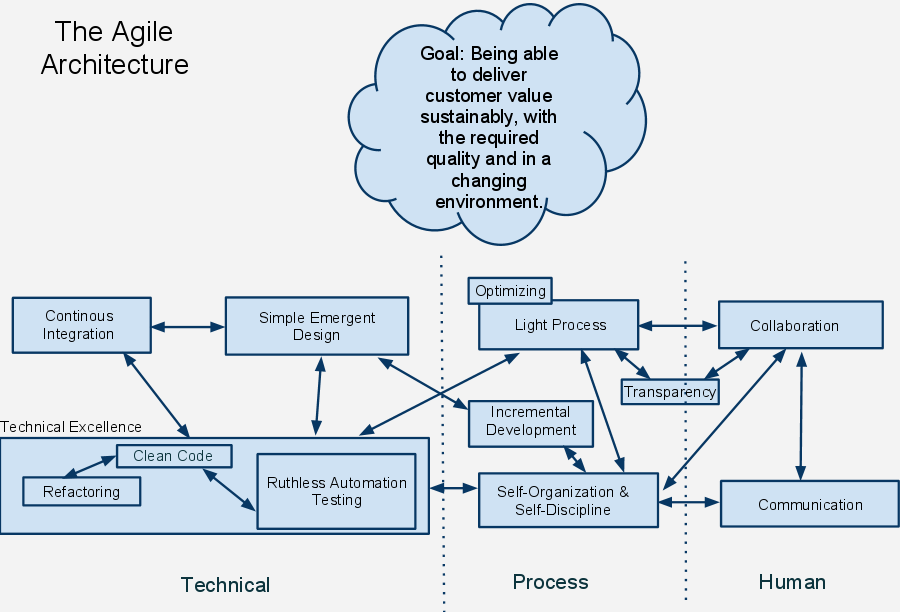 The Agile
Architecture
Goal: Being able
to deliver
customer value
sustainably, with
the required
quality and in a
changing
environment.
Continous
Integration
Simple Emergent
Design
Optimizing
Light Process
Collaboration
Transparency
Incremental
Development
Technical Excellence
Clean Code
Refactoring
Ruthless Automation
Testing
Self-Organization &
Self-Discipline
Communication
Technical
Process
Human